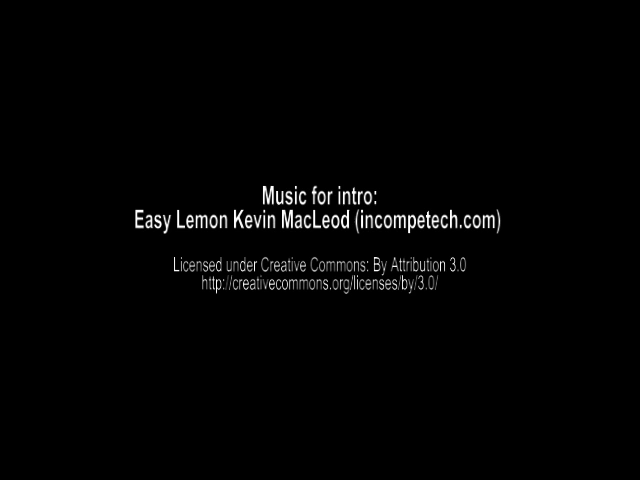 Music for intro:
Easy Lemon Kevin MacLeod (incompetech.com)
Licensed under Creative Commons: By Attribution 3.0
http://creativecommons.org/licenses/by/3.0/